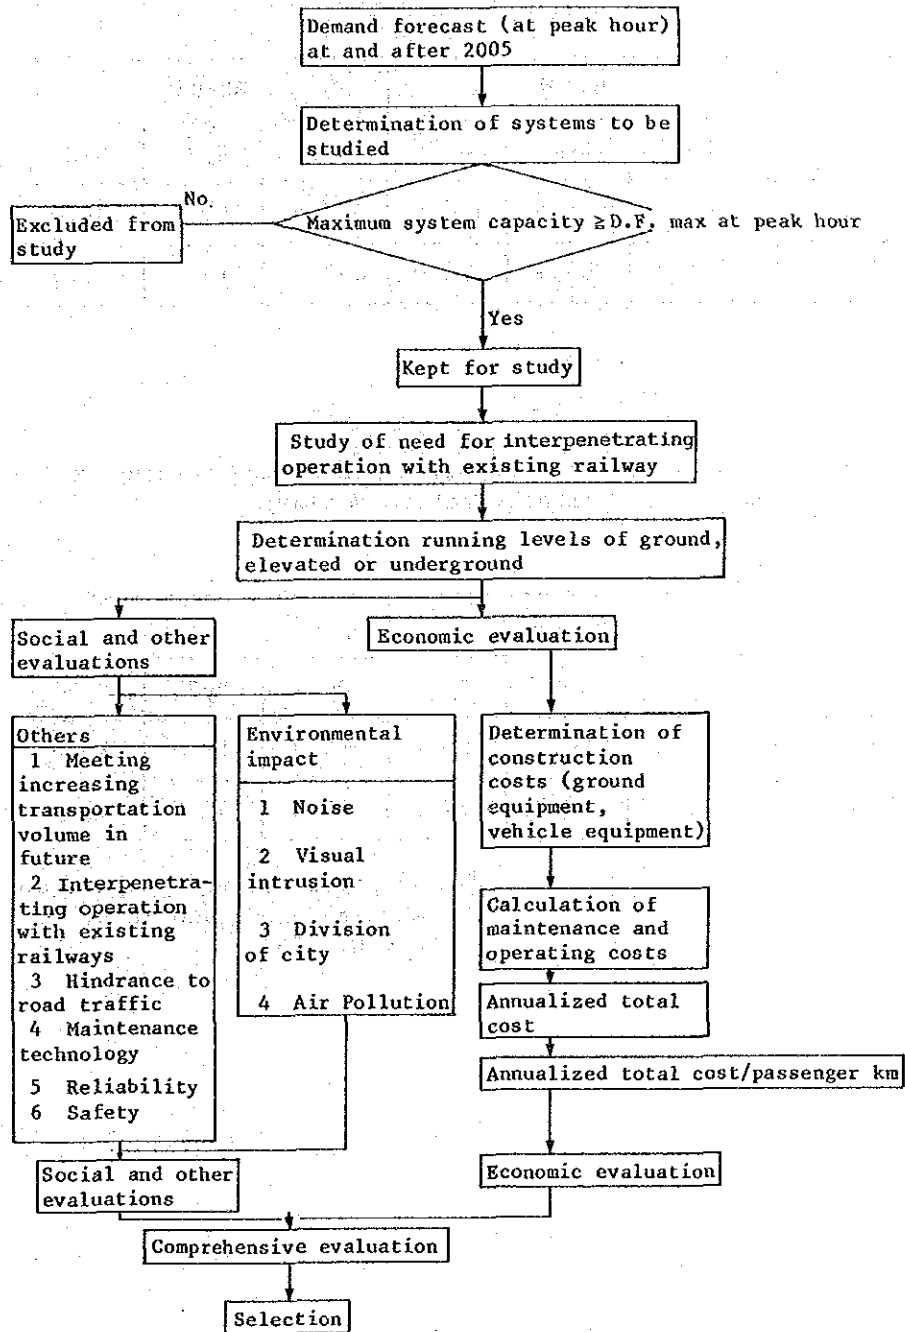 Demand forecast (at peak hour)
at and after 2005
Determination of systems to be
studied
No.
Excluded from
study
Maximum system capacity ≧ D.F. max at peak hour
Yes
Kept for study
Study of need for interpenetrating
operation with existing railway
Determination running levels of ground,
elevated or underground
Social and other
evaluations
Economic evaluation
Others
1 Meeting
increasing
transportation
volume in
future
2 Interpenetra-
ting operation
with existing
railways
3 Hindrance to
road traffic
4 Maintenance
technology
5 Reliability
6 Safety
Environmental
impact
1 Noise
2 Visual
intrusion
3 Division
of city
4 Air Pollution
Determination of
construction
costs (ground
equipment,
vehicle equipment)
Calculation of
maintenance and
operating costs
Annualized total
cost
Annualized total cost/passenger km
Social and other
evaluations
Economic evaluation
Comprehensive evaluation
Selection